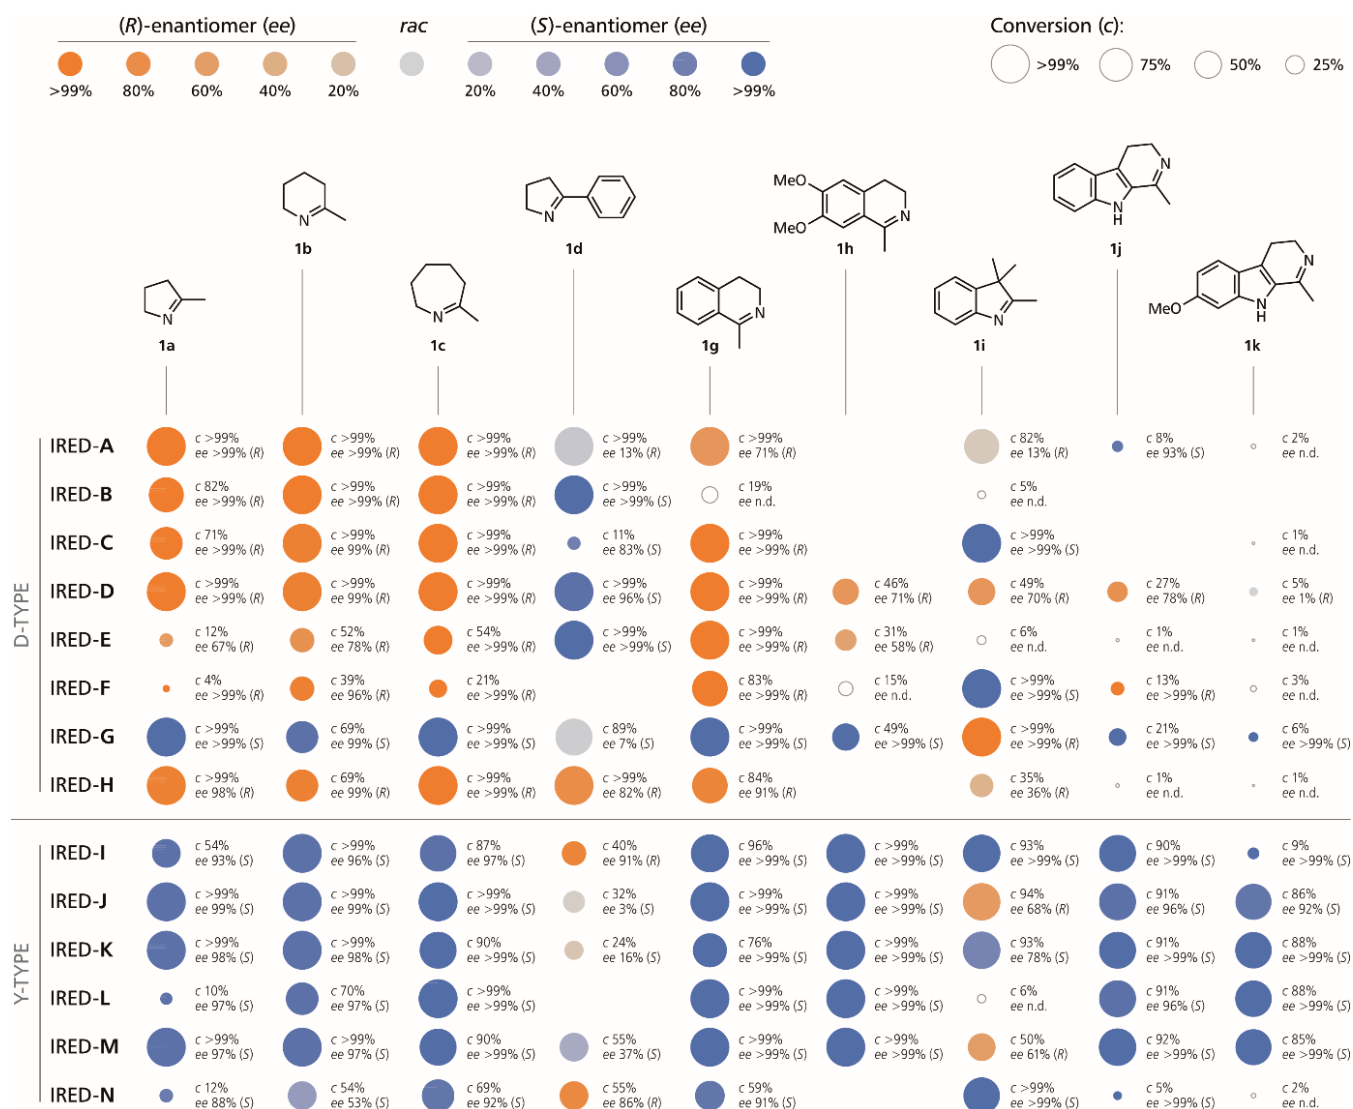 (R)-enantiomer (ee)
rac
(S)-enantiomer (ee)
Conversion (c):
>99%
80%
60%
40%
20%
20%
40%
60%
80%
>99%
>99%
75%
50%
25%
MeO
MeO
N
1h
N
N
H
1j
N
1b
N
1d
N
1a
N
1c
N
1g
N
1i
MeO
N
N
H
1k
D-TYPE
IRED-A
c >99%
ee >99% (R)
c >99%
ee >99% (R)
c >99%
ee >99% (R)
c >99%
ee 13% (R)
c >99%
ee 71% (R)
c 82%
ee 13% (R)
c 8%
ee 93% (S)
c 2%
ee n.d.
IRED-B
c 82%
ee >99% (R)
c >99%
ee >99% (R)
c >99%
ee >99% (R)
c >99%
ee >99% (S)
c 19%
ee n.d.
c 5%
ee n.d.
IRED-C
c 71%
ee >99% (R)
c >99%
ee 99% (R)
c >99%
ee >99% (R)
c 11%
ee 83% (S)
c >99%
ee >99% (R)
c >99%
ee >99% (S)
c 1%
ee n.d.
IRED-D
c >99%
ee >99% (R)
c >99%
ee 99% (R)
c >99%
ee >99% (R)
c >99%
ee 96% (S)
c >99%
ee >99% (R)
c 46%
ee 71% (R)
c 49%
ee 70% (R)
c 27%
ee 78% (R)
c 5%
ee 1% (R)
IRED-E
c 12%
ee 67% (R)
c 52%
ee 78% (R)
c 54%
ee >99% (R)
c >99%
ee >99% (S)
c >99%
ee >99% (R)
c 31%
ee 58% (R)
c 6%
ee n.d.
c 1%
ee n.d.
c 1%
ee n.d.
IRED-F
c 4%
ee >99% (R)
c 39%
ee 96% (R)
c 21%
ee >99% (R)
c 83%
ee >99% (R)
c 15%
ee n.d.
c >99%
ee >99% (S)
c 13%
ee >99% (R)
c 3%
ee n.d.
IRED-G
c >99%
ee >99% (S)
c 69%
ee 99% (S)
c >99%
ee >99% (S)
c 89%
ee 7% (S)
c >99%
ee >99% (S)
c 49%
ee >99% (S)
c >99%
ee >99% (R)
c 21%
ee >99% (S)
c 6%
ee >99% (S)
IRED-H
c >99%
ee 98% (R)
c 69%
ee 99% (R)
c >99%
ee >99% (R)
c >99%
ee 82% (R)
c 84%
ee 91% (R)
c 35%
ee 36% (R)
c 1%
ee n.d.
c 1%
ee n.d.
Y-TYPE
IRED-I
c 54%
ee 93% (S)
c >99%
ee 96% (S)
c 87%
ee 97% (S)
c 40%
ee 91% (R)
c 96%
ee >99% (S)
c >99%
ee >99% (S)
c 93%
ee >99% (S)
c 90%
ee >99% (S)
c 9%
ee >99% (S)
IRED-J
c >99%
ee 99% (S)
c >99%
ee 99% (S)
c >99%
ee >99% (S)
c 32%
ee 3% (S)
c >99%
ee >99% (S)
c >99%
ee >99% (S)
c 94%
ee 68% (R)
c 91%
ee 96% (S)
c 86%
ee 92% (S)
IRED-K
c >99%
ee 98% (S)
c >99%
ee 98% (S)
c 90%
ee >99% (S)
c 24%
ee 16% (S)
c 76%
ee >99% (S)
c >99%
ee >99% (S)
c 93%
ee 78% (S)
c 91%
ee >99% (S)
c 88%
ee >99% (S)
IRED-L
c 10%
ee 97% (S)
c 70%
ee 97% (S)
c >99%
ee >99% (S)
c >99%
ee >99% (S)
c >99%
ee >99% (S)
c 6%
ee n.d.
c 91%
ee 96% (S)
c 88%
ee >99% (S)
IRED-M
c >99%
ee 97% (S)
c >99%
ee 97% (S)
c 90%
ee >99% (S)
c 55%
ee 37% (S)
c >99%
ee >99% (S)
c >99%
ee >99% (S)
c 50%
ee 61% (R)
c 92%
ee >99% (S)
c 85%
ee >99% (S)
IRED-N
c 12%
ee 88% (S)
c 54%
ee 53% (S)
c 69%
ee 92% (S)
c 55%
ee 86% (R)
c 59%
ee 91% (S)
c >99%
ee >99% (S)
c 5%
ee >99% (S)
c 2%
ee n.d.